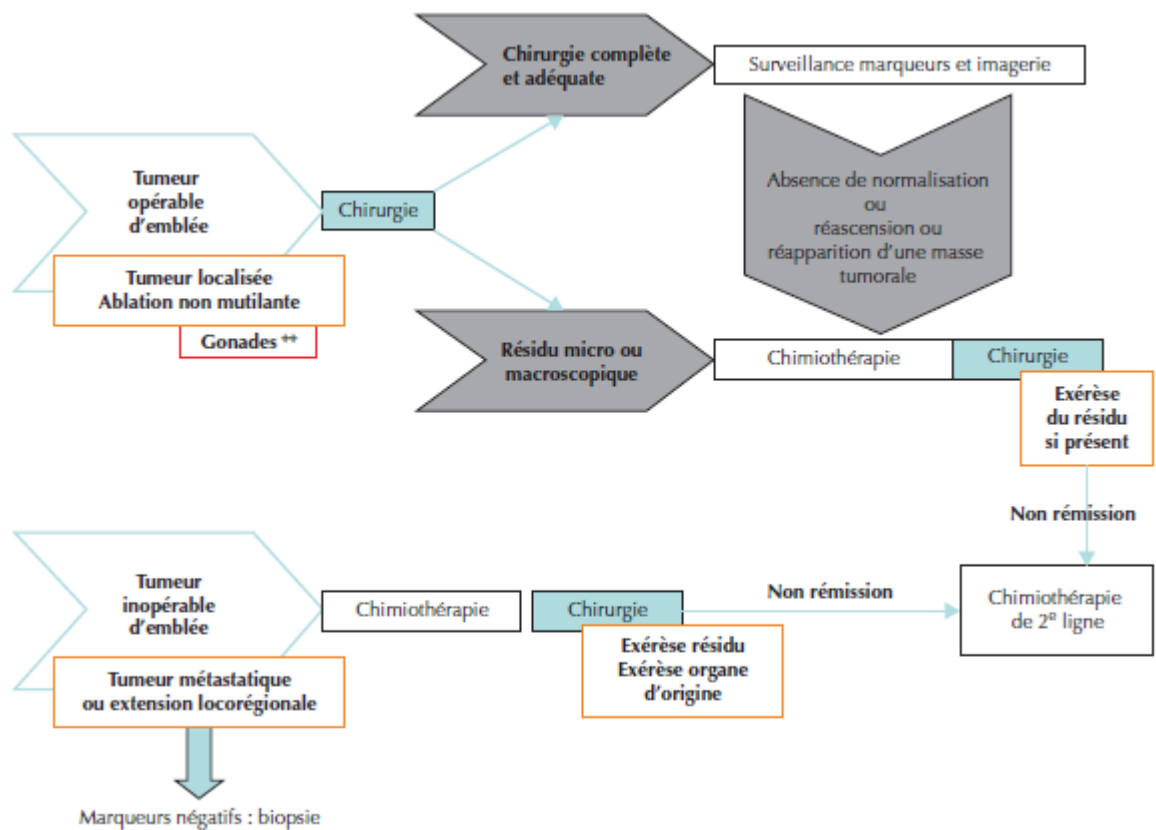 Chirurgie complète
et adéquate
Surveillance marqueurs et imagerie
Tumeur
opérable
d'emblée
Chirurgie
Tumeur localisée
Ablation non mutilante
Gonades ++
Absence de normalisation
ou
réascension ou
réapparition d'une masse
tumorale
Résidu micro ou
macroscopique
Chimiothérapie
Chirurgie
Exérèse
du résidu
si présent
Non rémission
Tumeur
inopérable
d'emblée
Chimiothérapie
Chirurgie
Non rémission
Chimiothérapie
de 2e ligne
Tumeur métastatique
ou extension locorégionale
Exérèse résidu
Exérèse organe
d'origine
Marqueurs négatifs : biopsie